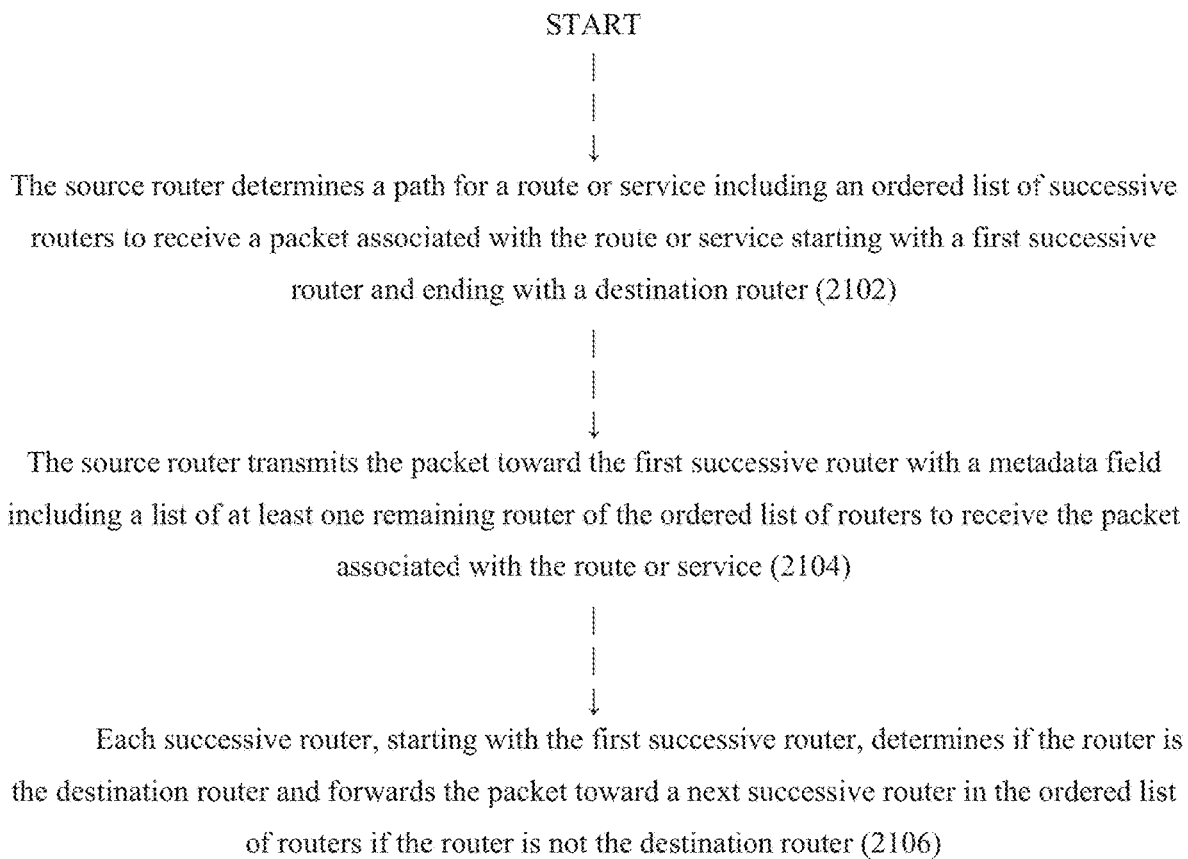 START
The source router determines a path for a route or service including an ordered list of successive
routers to receive a packet associated with the route or service starting with a first successive
router and ending with a destination router (2102)
The source router transmits the packet toward the first successive router with a metadata field
including a list of at least one remaining router of the ordered list of routers to receive the packet
associated with the route or service (2104)
Each successive router, starting with the first successive router, determines if the router is
the destination router and forwards the packet toward a next successive router in the ordered list
of routers if the router is not the destination router (2106)